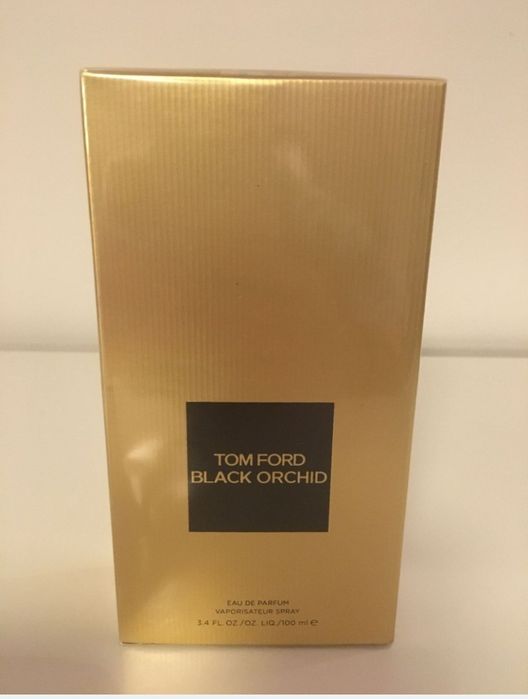 TOM FORD
BLACK ORCHID
EAU DE PARFUM
VAPORISATEUR SPRAY
3.4 FL. OZ./OZ. LIQ./100 ml ℮